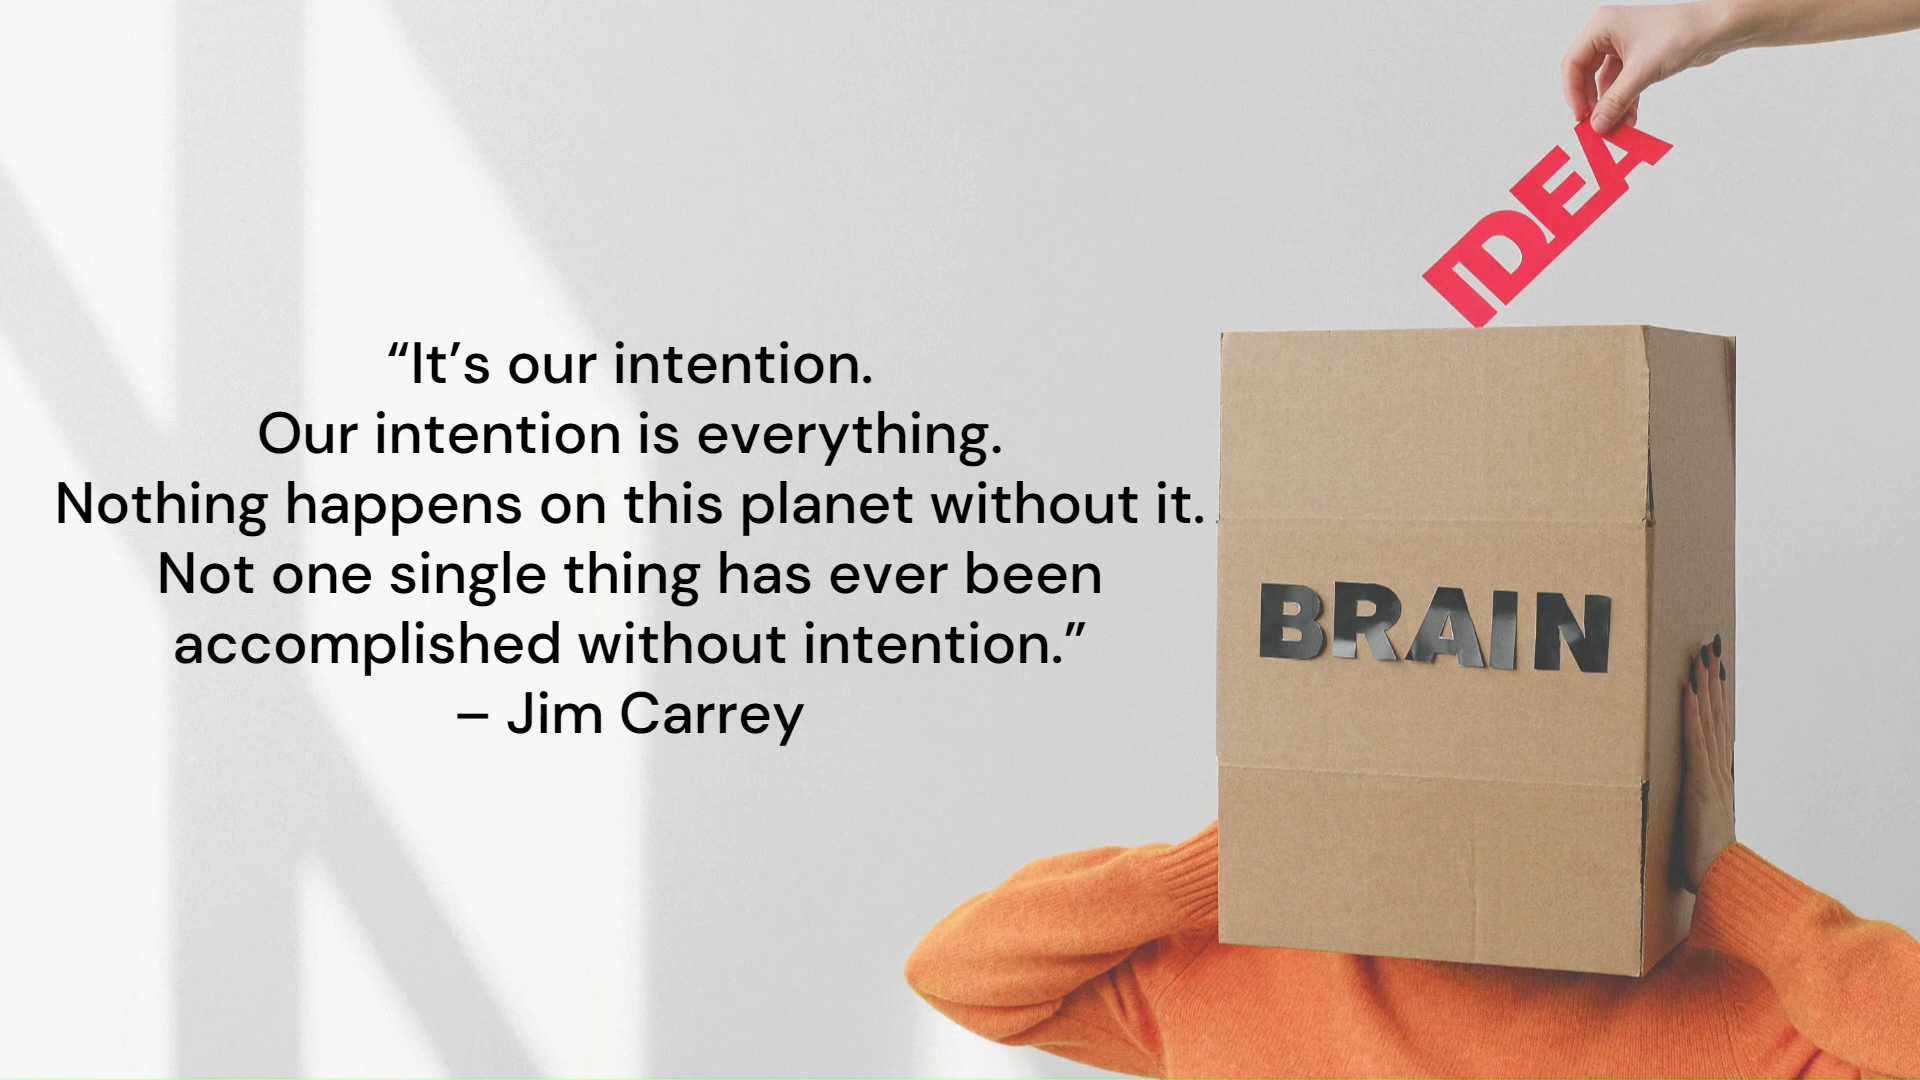 “It’s our intention.
Our intention is everything.
Nothing happens on this planet without it.
Not one single thing has ever been
accomplished without intention.”
– Jim Carrey
IDEA
BRAIN